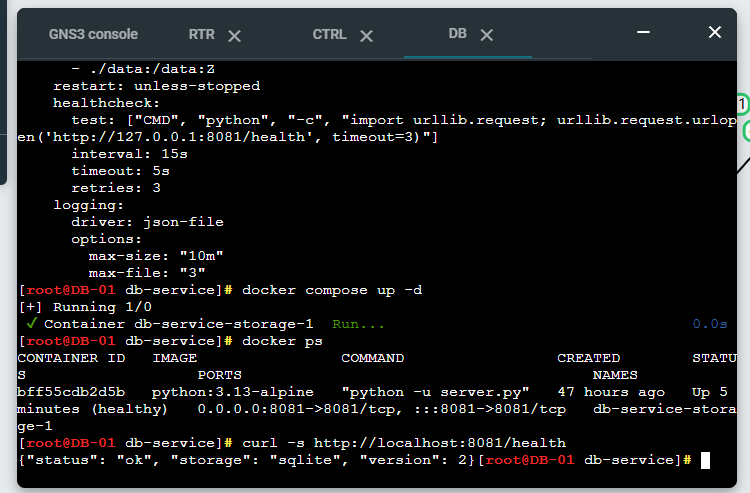 GNS3 console RTR CTRL DB
- ./data:/data:Z
restart: unless-stopped
healthcheck:
test: ["CMD", "python", "-c", "import urllib.request; urllib.request.urlop
en('http://127.0.0.1:8081/health', timeout=3)"]
interval: 15s
timeout: 5s
retries: 3
logging:
driver: json-file
options:
max-size: "10m"
max-file: "3"
[root@DB-01 db-service]# docker compose up -d
[+] Running 1/0
✓ Container db-service-storage-1 Run... 0.0s
[root@DB-01 db-service]# docker ps
CONTAINER ID IMAGE COMMAND CREATED STATU
S PORTS NAMES
bff55cdb2d5b python:3.13-alpine "python -u server.py" 47 hours ago Up 5
minutes (healthy) 0.0.0.0:8081->8081/tcp, :::8081->8081/tcp db-service-stora
ge-1
[root@DB-01 db-service]# curl -s http://localhost:8081/health
{"status": "ok", "storage": "sqlite", "version": 2}[root@DB-01 db-service]#
1